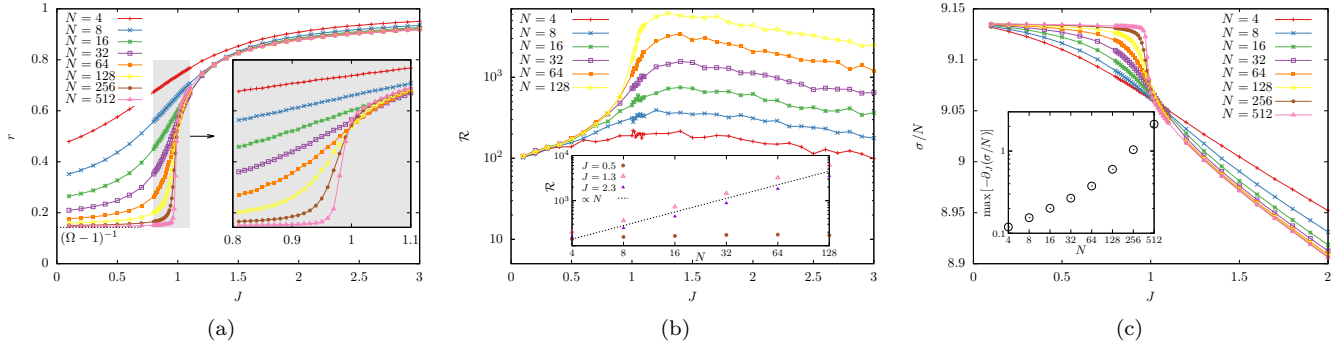 1
0.8
0.6
0.4
0.2
0
r
N = 4
N = 8
N = 16
N = 32
N = 64
N = 128
N = 256
N = 512
(Ω − 1)⁻¹
0.8 0.9 1 1.1
0 0.5 1 1.5 2 2.5 3
J
(a)
10³
10²
10
R
N = 4
N = 8
N = 16
N = 32
N = 64
N = 128
10⁴
10³
R
J = 0.5
J = 1.3
J = 2.3
∝ N
4 8 16 32 64 128
N
0 0.5 1 1.5 2 2.5 3
J
(b)
9.15
9.1
9.05
9
8.95
8.9
σ/N
N = 4
N = 8
N = 16
N = 32
N = 64
N = 128
N = 256
N = 512
1
0.1
max [−∂J(σ/N)]
4 8 16 32 64 128 256 512
N
0 0.5 1 1.5 2
J
(c)